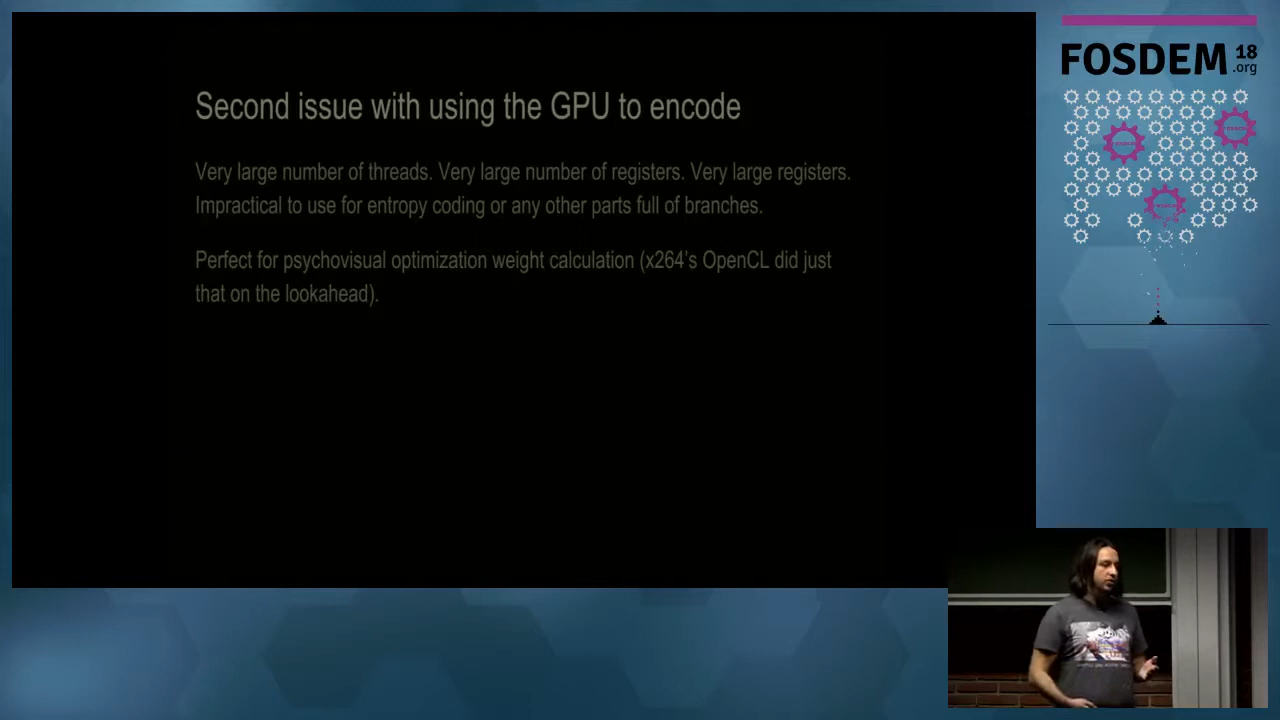 Second issue with using the GPU to encode
Very large number of threads. Very large number of registers. Very large registers.
Impractical to use for entropy coding or any other parts full of branches.
Perfect for psychovisual optimization weight calculation (x264's OpenCL did just
that on the lookahead).
FOSDEM 18
.org